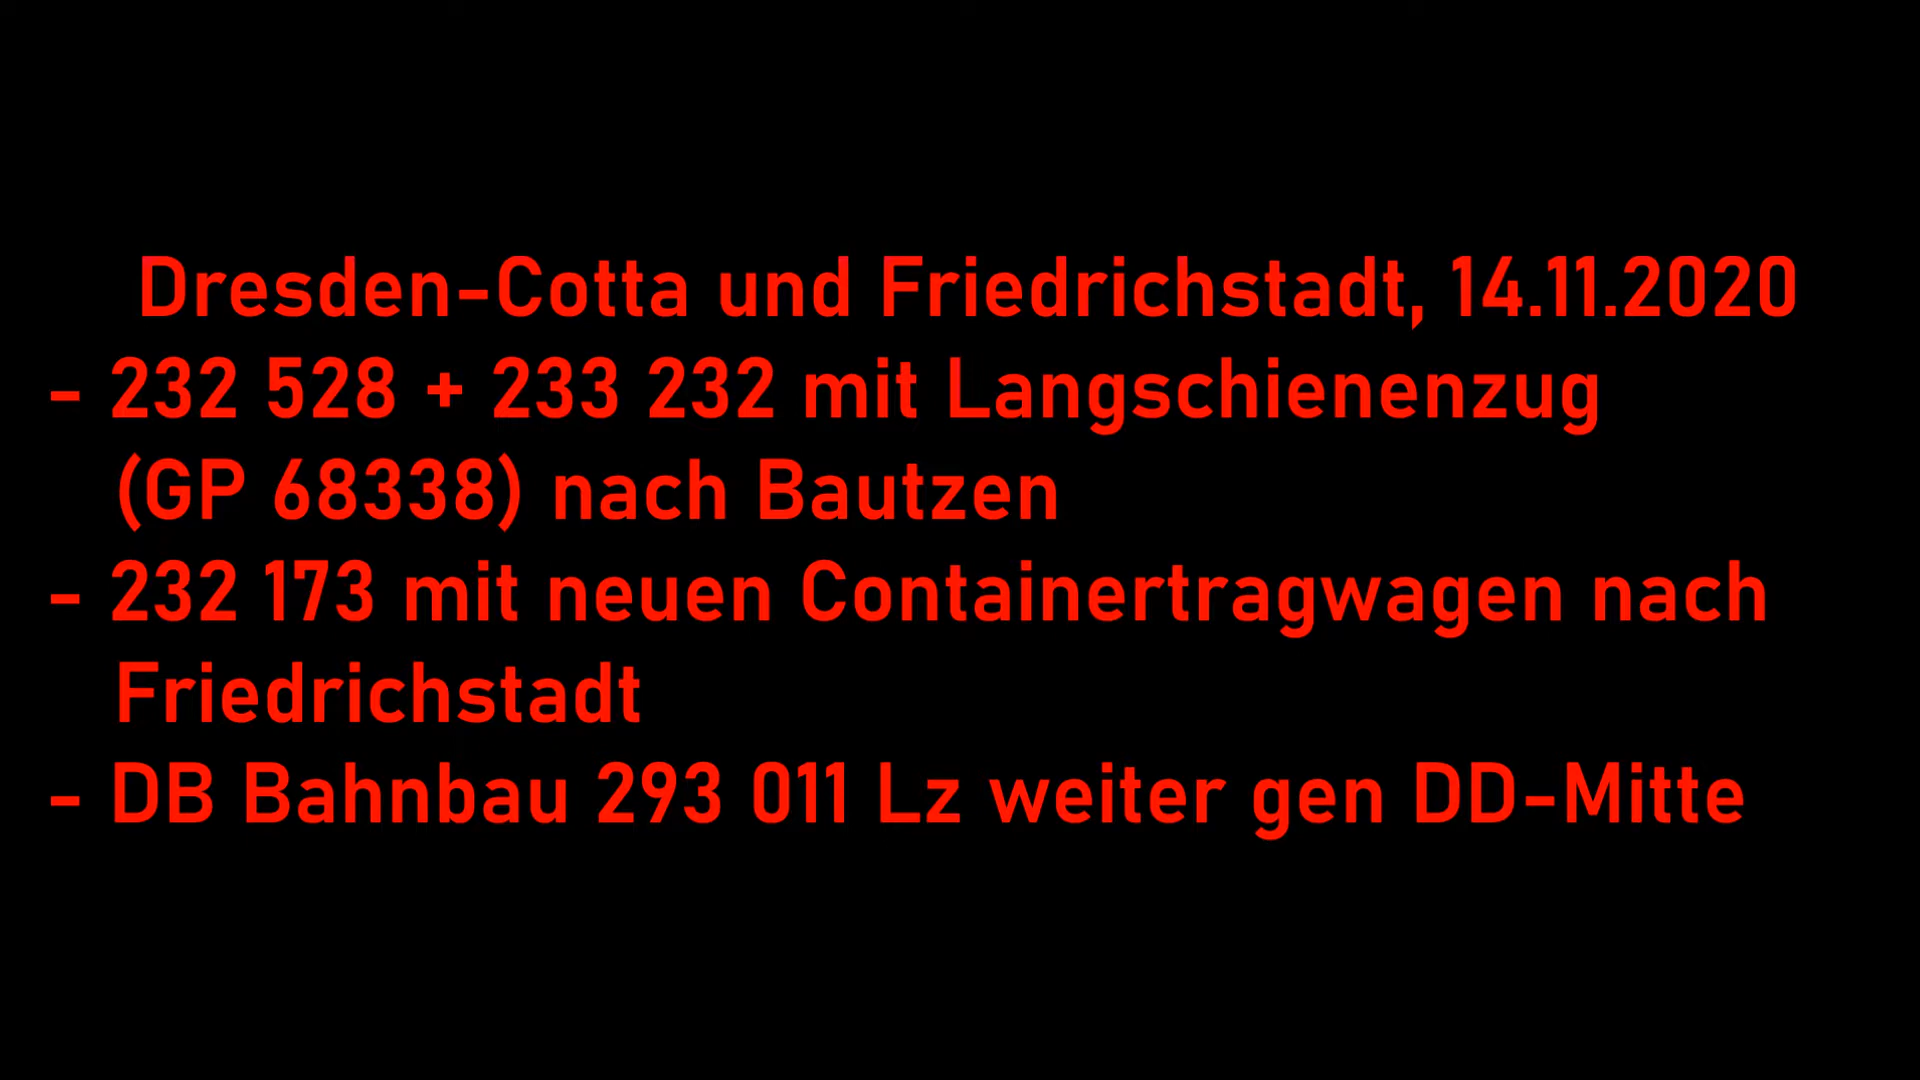 Dresden-Cotta und Friedrichstadt, 14.11.2020
- 232 528 + 233 232 mit Langschienenzug
(GP 68338) nach Bautzen
- 232 173 mit neuen Containertragwagen nach
Friedrichstadt
- DB Bahnbau 293 011 Lz weiter gen DD-Mitte